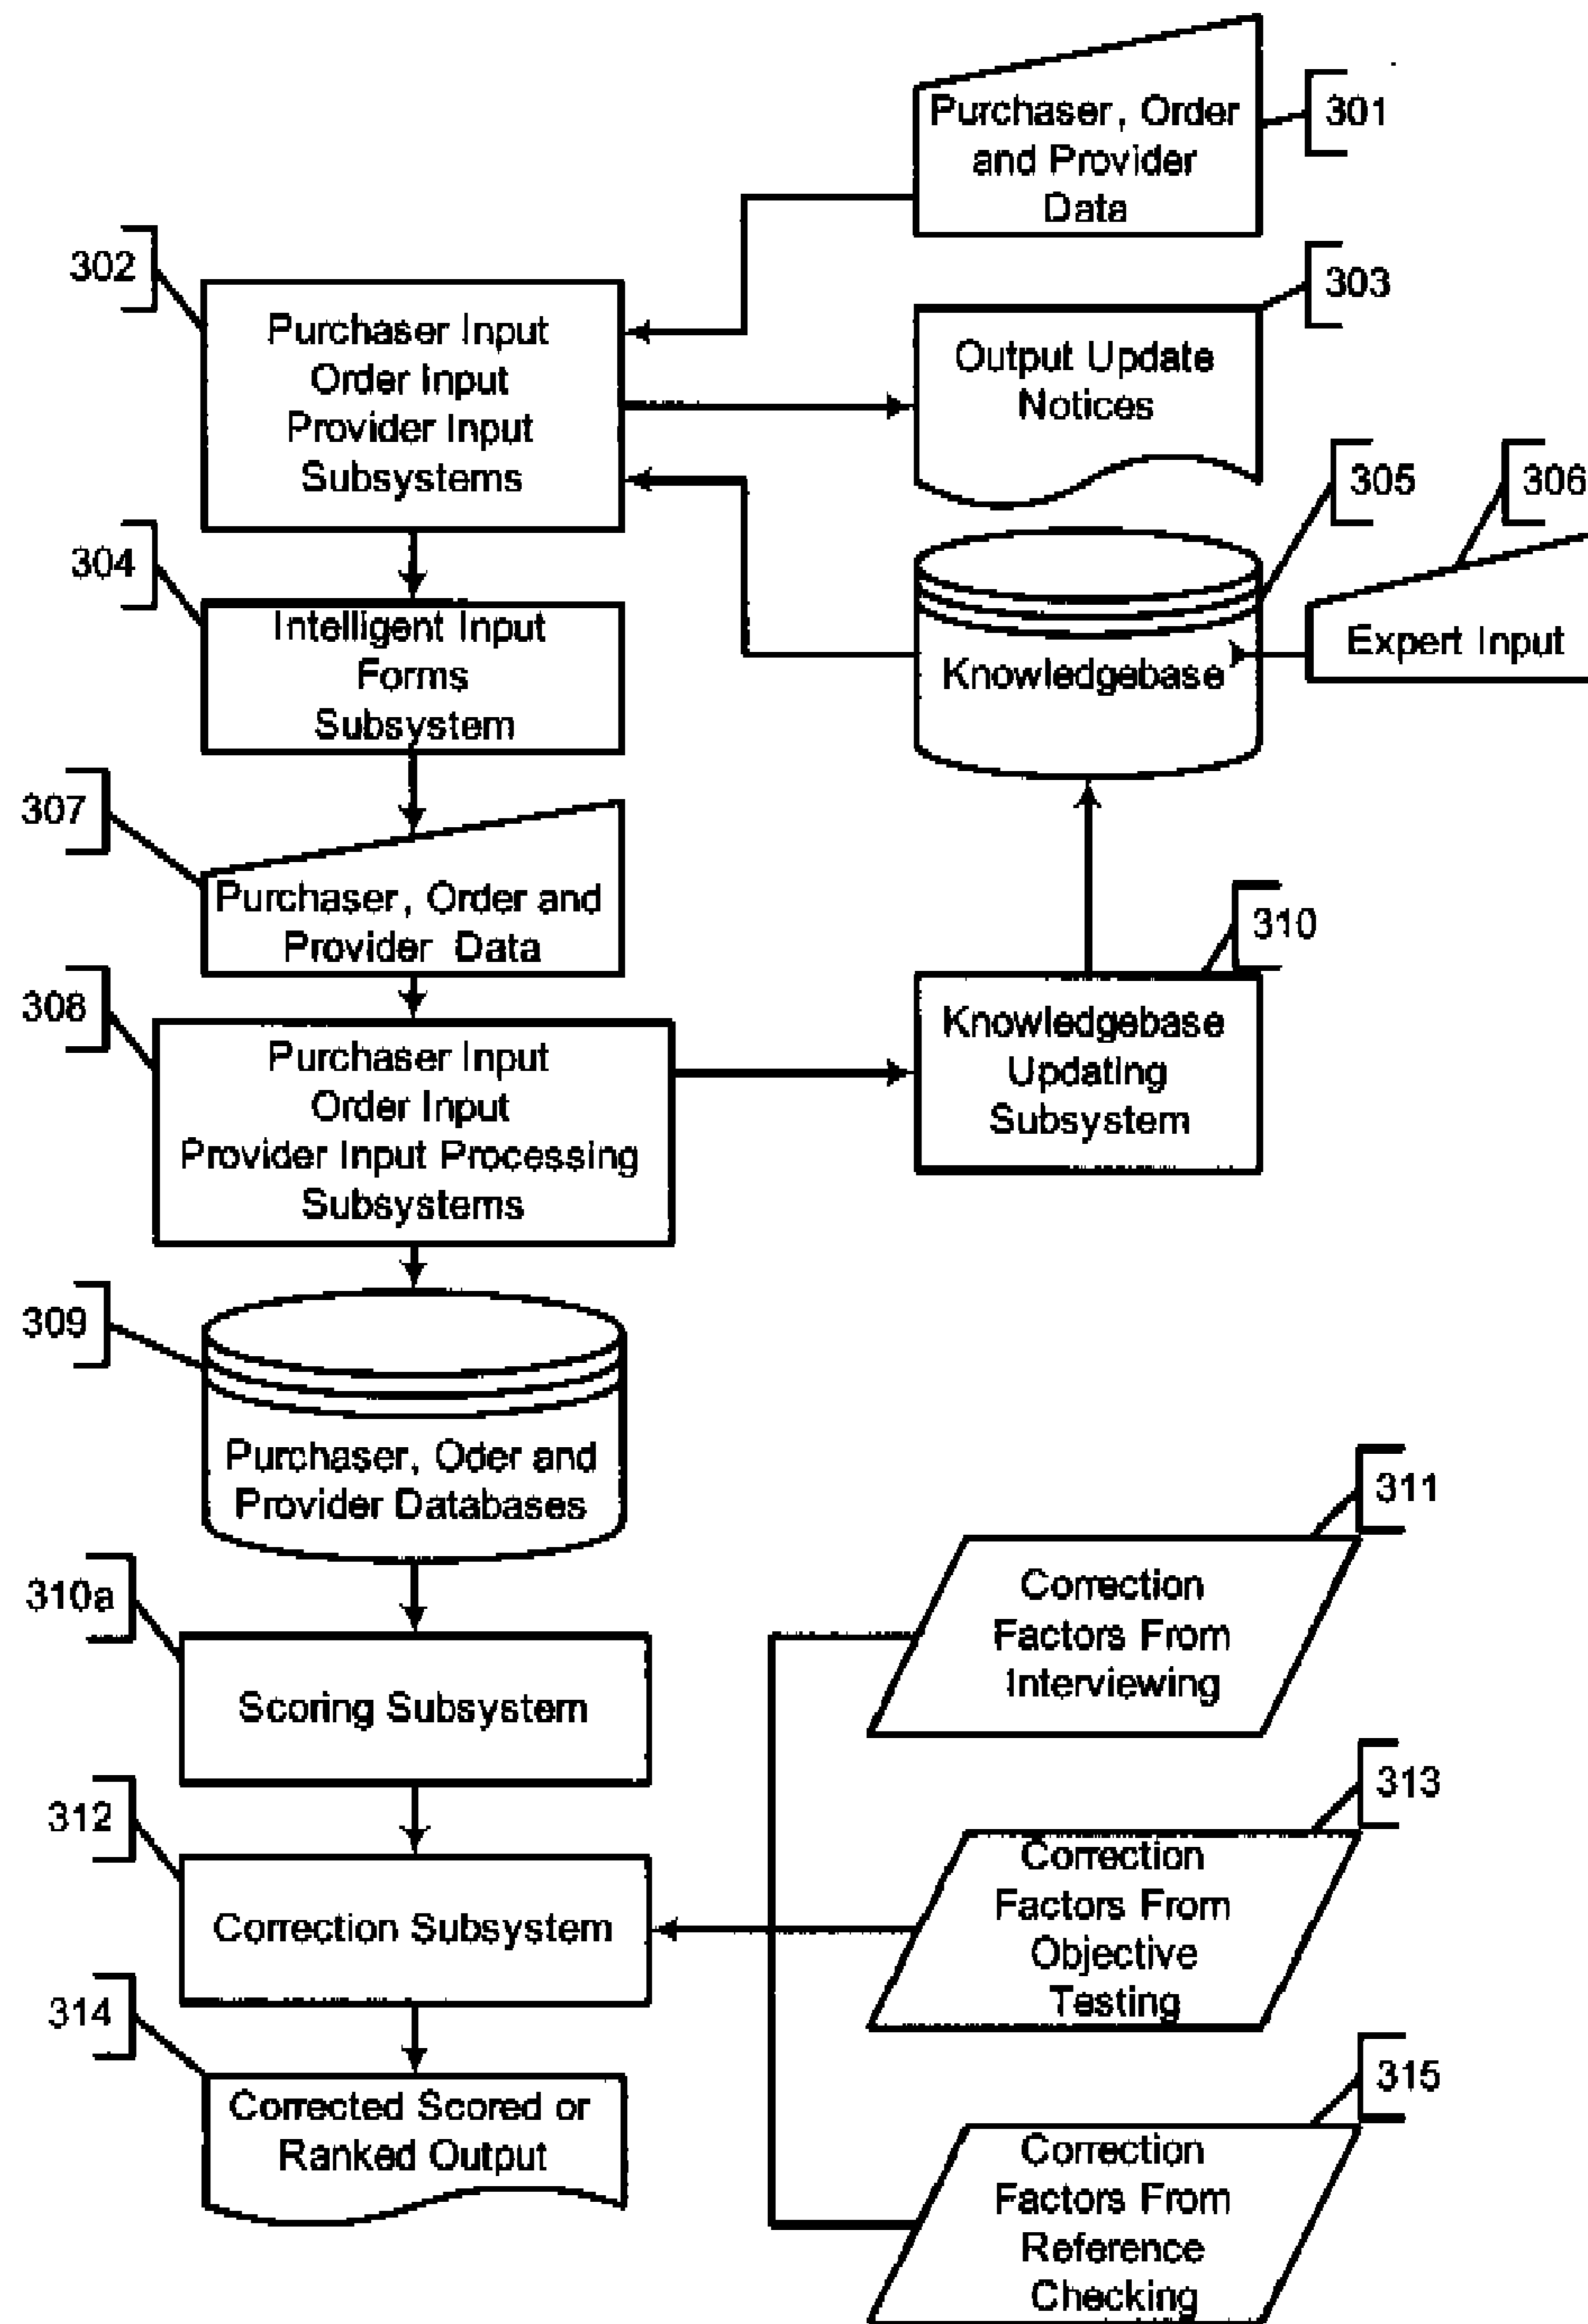 Purchaser, Order
and Provider
Data
301
302
Purchaser Input
Order Input
Provider Input
Subsystems
303
Output Update
Notices
304
Intelligent Input
Forms
Subsystem
305
Knowledgebase
306
Expert Input
307
Purchaser, Order and
Provider Data
308
Purchaser Input
Order Input
Provider Input Processing
Subsystems
310
Knowledgebase
Updating
Subsystem
309
Purchaser, Oder and
Provider Databases
310a
Scoring Subsystem
311
Correction
Factors From
Interviewing
312
Correction Subsystem
313
Correction
Factors From
Objective
Testing
314
Corrected Scored or
Ranked Output
315
Correction
Factors From
Reference
Checking